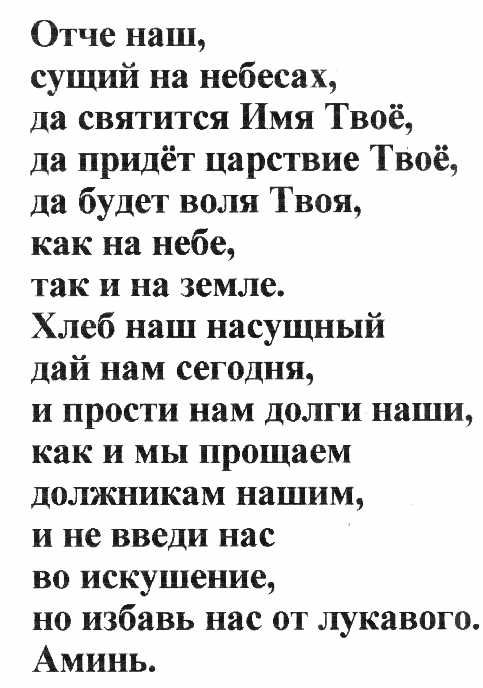 Отче наш,
сущий на небесах,
да святится Имя Твоё,
да придёт царствие Твоё,
да будет воля Твоя,
как на небе,
так и на земле.
Хлеб наш насущный
дай нам сегодня,
и прости нам долги наши,
как и мы прощаем
должникам нашим,
и не введи нас
во искушение,
но избавь нас от лукавого.
Аминь.